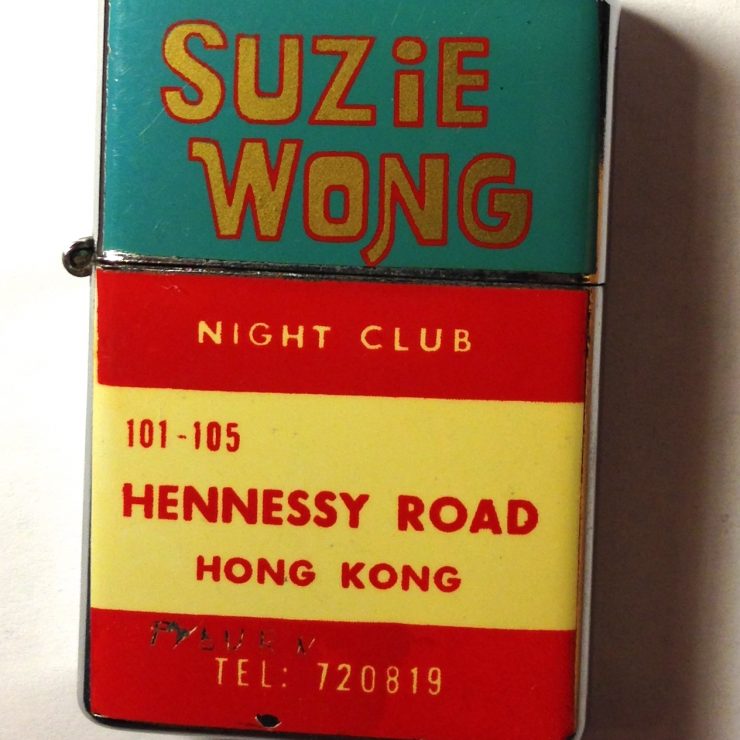 SUZiE
WONG
NIGHT CLUB
101-105
HENNESSY ROAD
HONG KONG
TEL: 720819